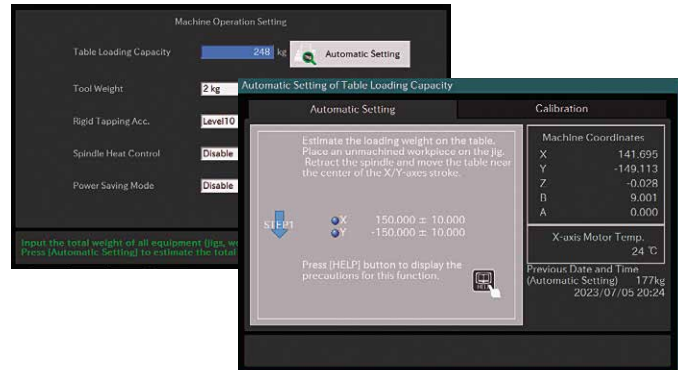 Machine Operation Setting
Table Loading Capacity 248 kg Automatic Setting
Tool Weight 2 kg
Rigid Tapping Acc. Level10
Spindle Heat Control Disable
Power Saving Mode Disable
Input the total weight of all equipment (jigs, 
Press [Automatic Setting] to estimate the total
Automatic Setting of Table Loading Capacity
Automatic Setting
Calibration
Estimate the loading weight on the table.
Place an unmachined workpiece on the jig.
Retract the spindle and move the table near
the center of the X/Y-axes stroke.
STEP1
X 150.000 ± 10.000
Y -150.000 ± 10.000
Press [HELP] button to display the
precautions for this function.
HELP
Machine Coordinates
X 141.695
Y -149.113
Z -0.028
B 9.001
A 0.000
X-axis Motor Temp.
24 ℃
Previous Date and Time
(Automatic Setting) 177kg
2023/07/05 20:24